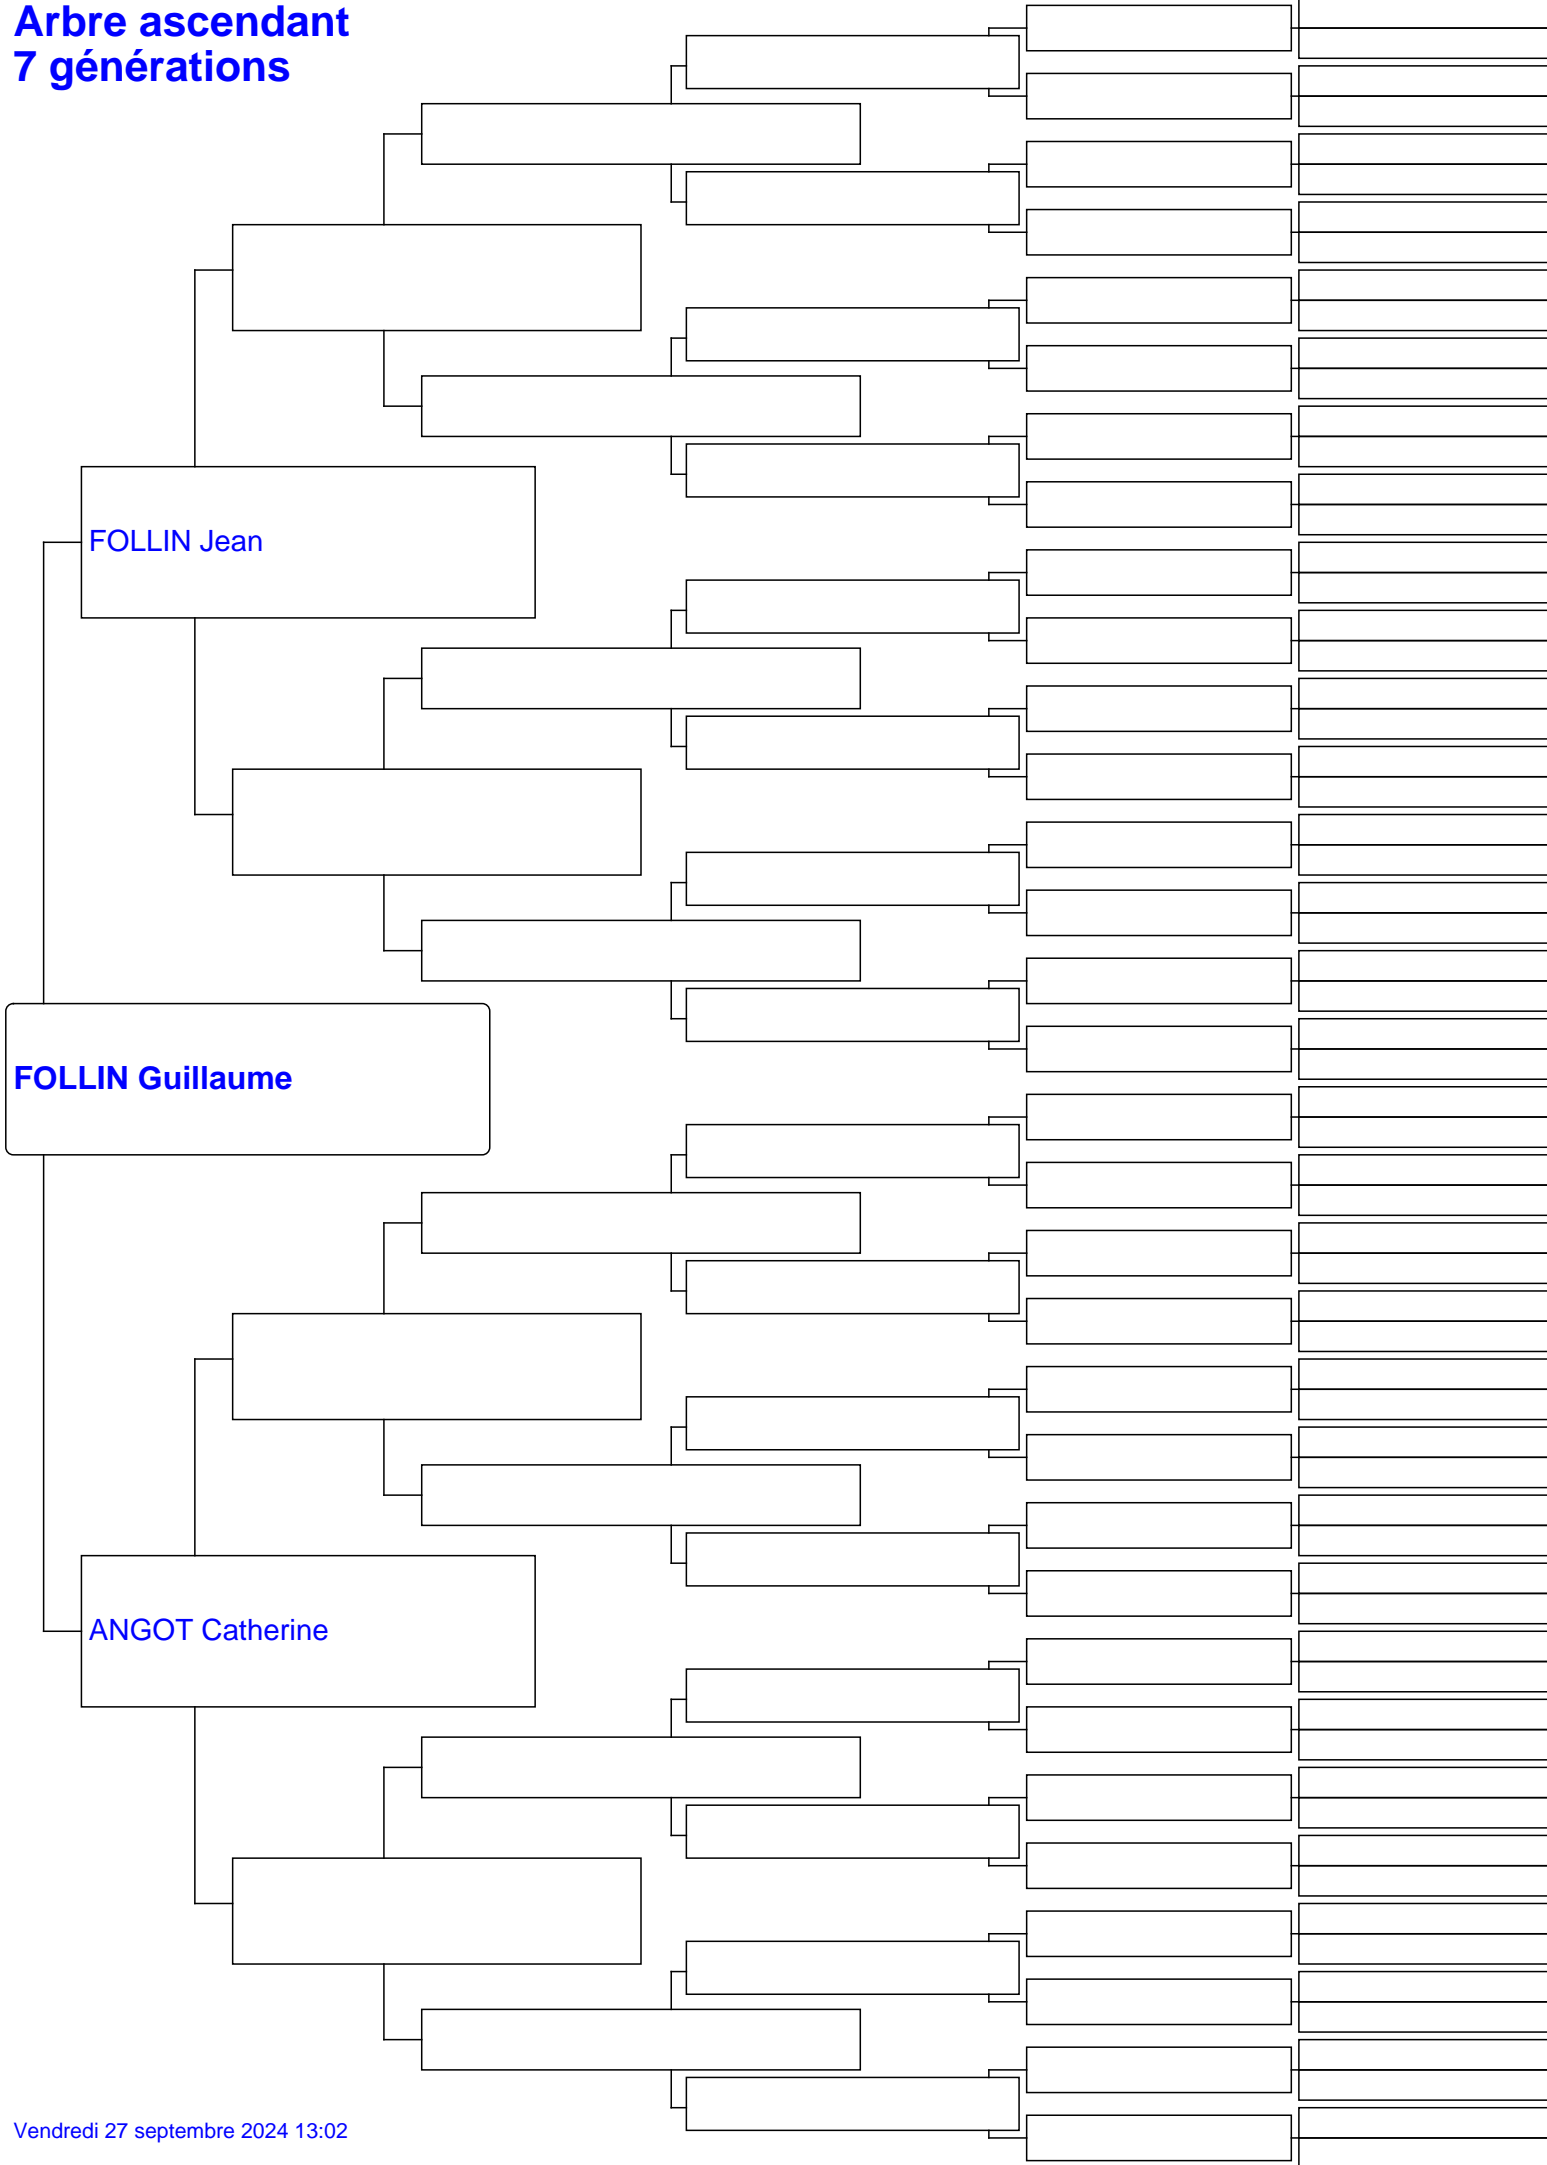 Arbre ascendant
7 générations
FOLLIN Jean
FOLLIN Guillaume
ANGOT Catherine
Vendredi 27 septembre 2024 13:02